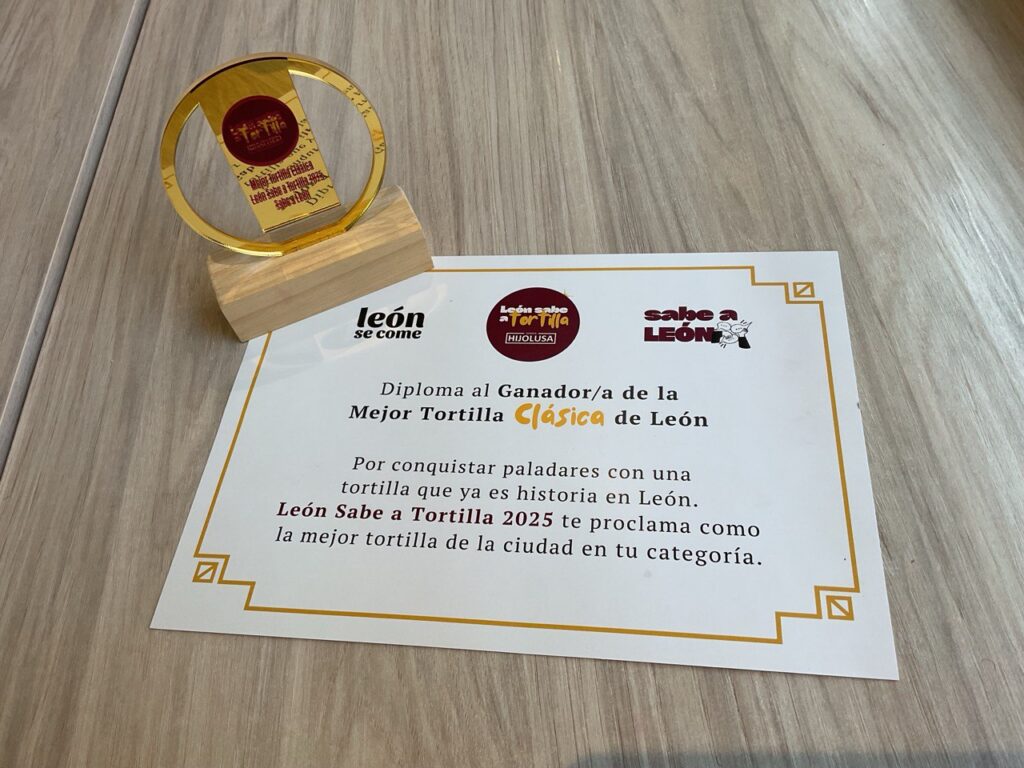 TorTilla
león
se come
León sabe
a TorTilla
HIJOLUSA
sabe a
LEÓN
Diploma al Ganador/a de la
Mejor Tortilla Clásica de León
Por conquistar paladares con una
tortilla que ya es historia en León.
León Sabe a Tortilla 2025 te proclama como
la mejor tortilla de la ciudad en tu categoría.